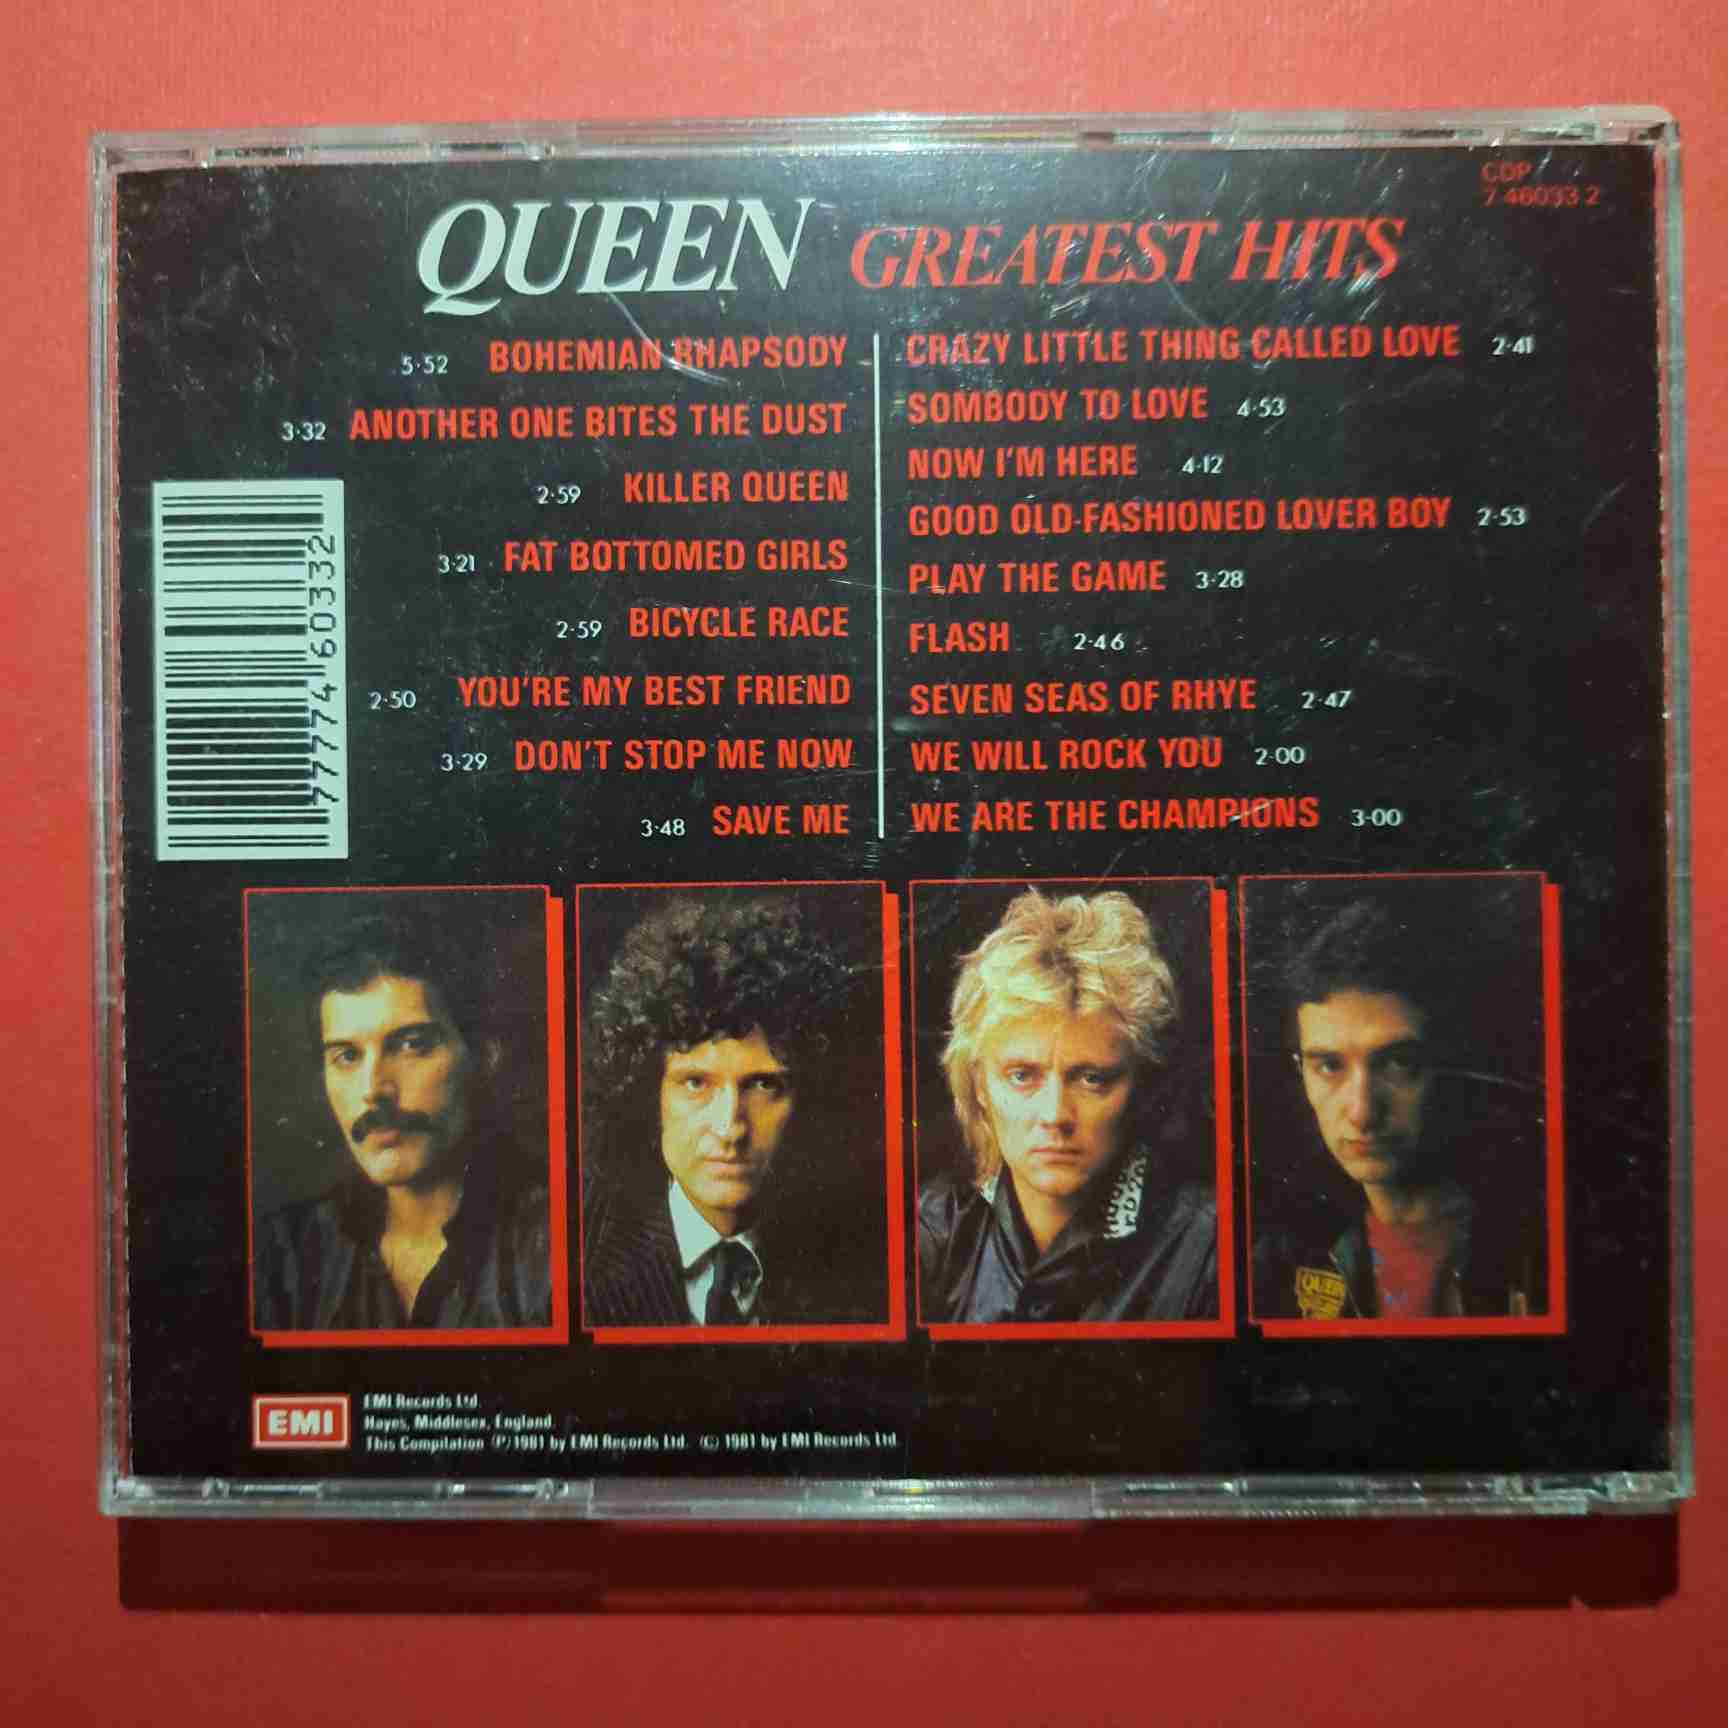 CDP
7 46033 2
QUEEN GREATEST HITS
5·52 BOHEMIAN RHAPSODY
3·32 ANOTHER ONE BITES THE DUST
2·59 KILLER QUEEN
3·21 FAT BOTTOMED GIRLS
2·59 BICYCLE RACE
2·50 YOU'RE MY BEST FRIEND
3·29 DON'T STOP ME NOW
3·48 SAVE ME
CRAZY LITTLE THING CALLED LOVE 2·41
SOMBODY TO LOVE 4·53
NOW I'M HERE 4·12
GOOD OLD-FASHIONED LOVER BOY 2·53
PLAY THE GAME 3·28
FLASH 2·46
SEVEN SEAS OF RHYE 2·47
WE WILL ROCK YOU 2·00
WE ARE THE CHAMPIONS 3·00
77774 60332
QUEEN
EMI
EMI Records Ltd.
Hayes, Middlesex, England
This Compilation ℗ 1981 by EMI Records Ltd. © 1981 by EMI Records Ltd.